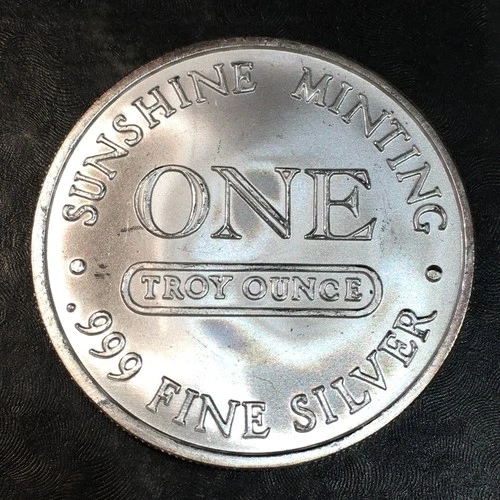 SUNSHINE MINTING
ONE
TROY OUNCE
.999 FINE SILVER